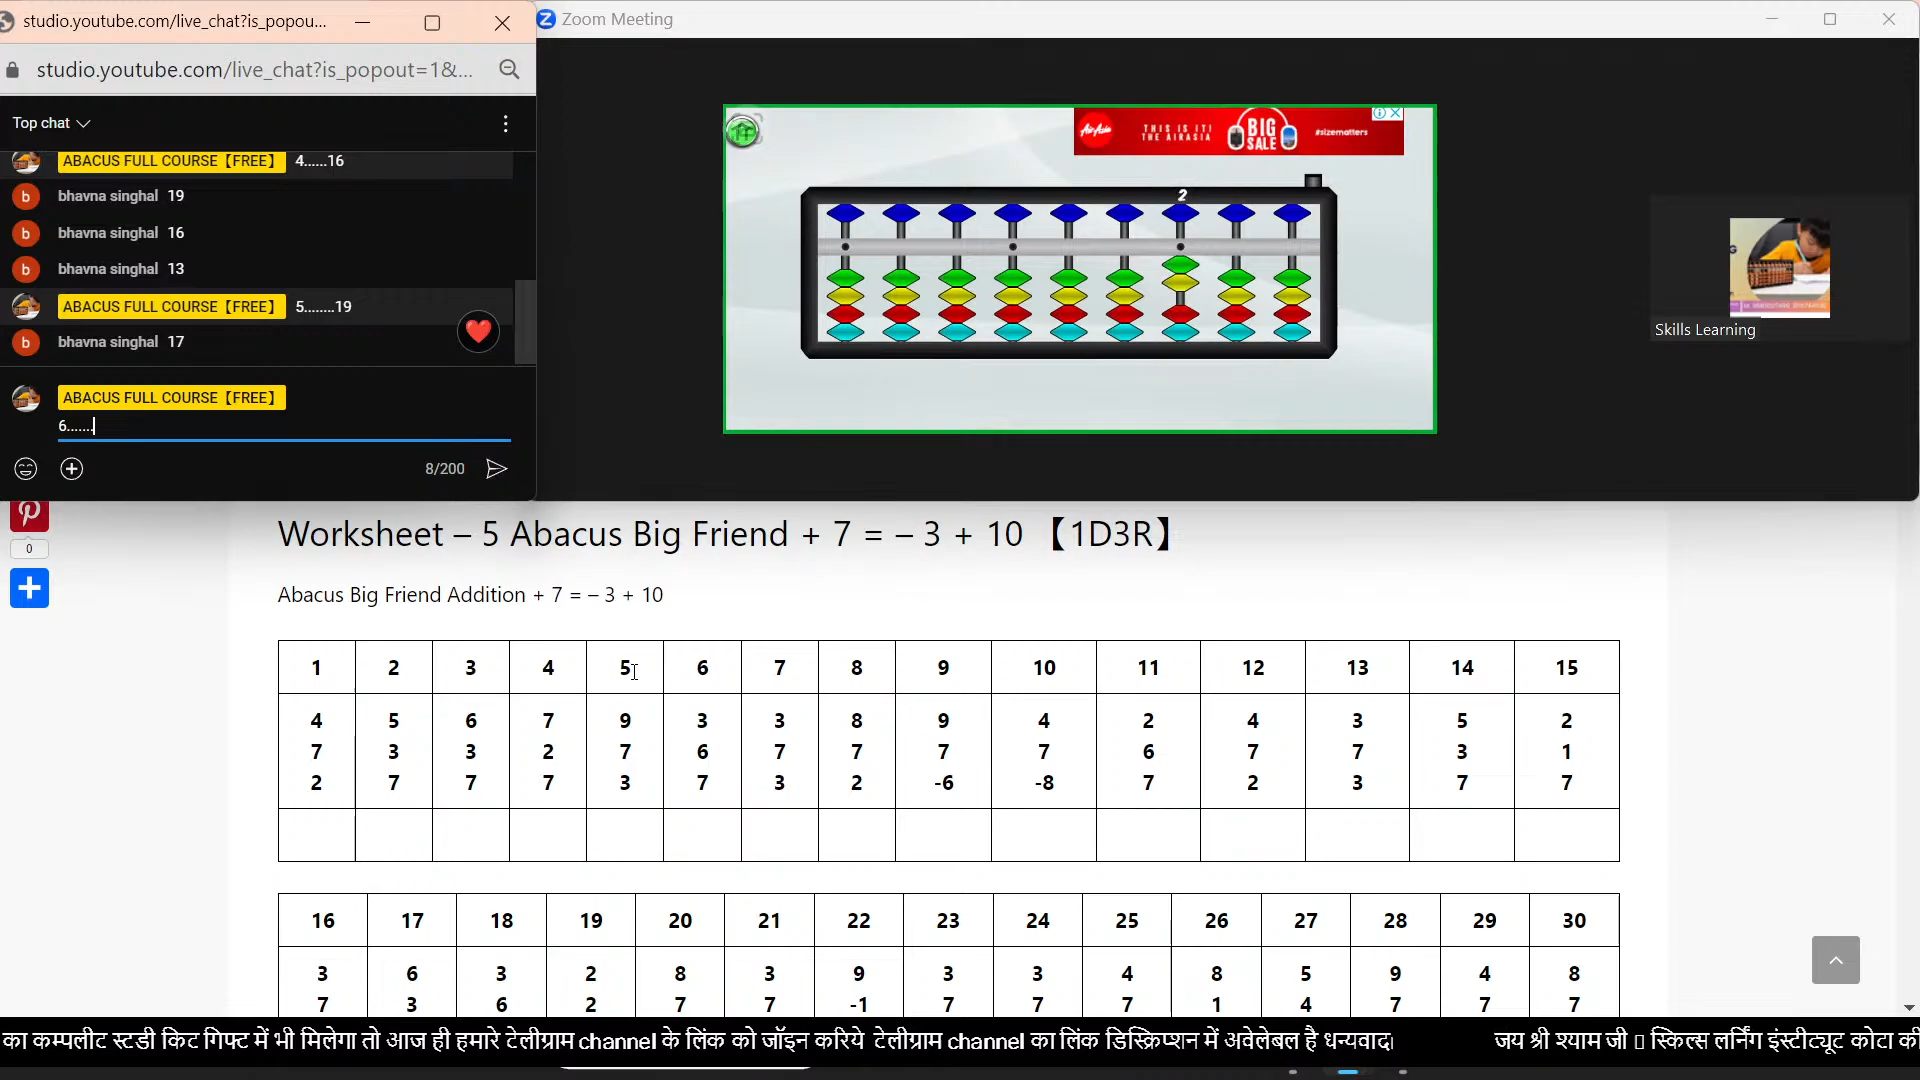 studio.youtube.com/live_chat?is_popou...
studio.youtube.com/live_chat?is_popout=1&...
Top chat
ABACUS FULL COURSE【FREE】 4......16
bhavna singhal 19
bhavna singhal 16
bhavna singhal 13
ABACUS FULL COURSE【FREE】 5........19
bhavna singhal 17
ABACUS FULL COURSE【FREE】
6.......
8/200
Zoom Meeting
AirAsia
THIS IS IT!
THE AIRASIA
BIG
SALE
#sizematters
2
Skills Learning
0
Worksheet – 5 Abacus Big Friend + 7 = – 3 + 10 【1D3R】
Abacus Big Friend Addition + 7 = – 3 + 10
1 2 3 4 5 6 7 8 9 10 11 12 13 14 15
4 5 6 7 9 3 3 8 9 4 2 4 3 5 2
7 3 3 2 7 6 7 7 7 7 6 7 7 3 1
2 7 7 7 3 7 3 2 -6 -8 7 2 3 7 7
16 17 18 19 20 21 22 23 24 25 26 27 28 29 30
3 6 3 2 8 3 9 3 3 4 8 5 9 4 8
7 3 6 2 7 7 -1 7 7 7 1 4 7 7 7
का कम्पलीट स्टडी किट गिफ्ट में भी मिलेगा तो आज ही हमारे टेलीग्राम channel के लिंक को जॉइन करिये टेलीग्राम channel का लिंक डिस्क्रिप्शन में अवेलेबल है धन्यवाद। जय श्री श्याम जी स्किल्स लर्निंग इंस्टीट्यूट कोटा की